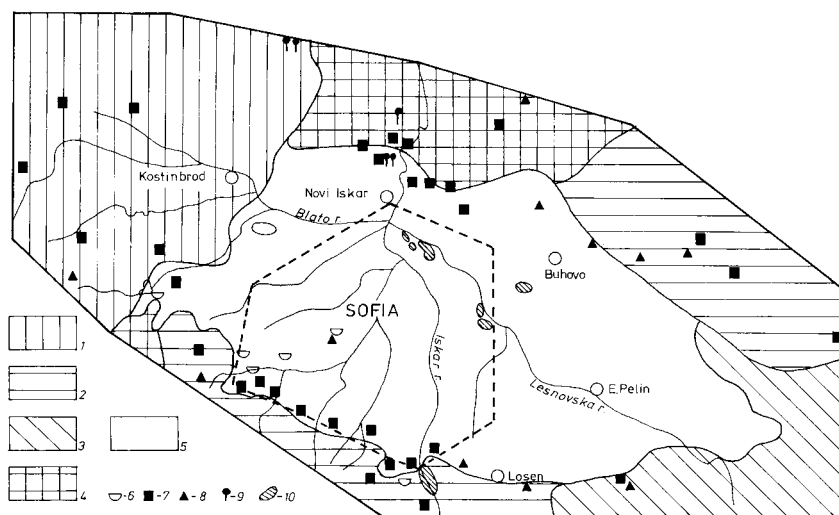 Kostinbrod
Novi Iskar
Blato r.
Buhovo
SOFIA
Iskar r.
E.Pelin
Lesnovska r.
Losen
1
2
3
5
4
-6
-7
-8
-9
-10